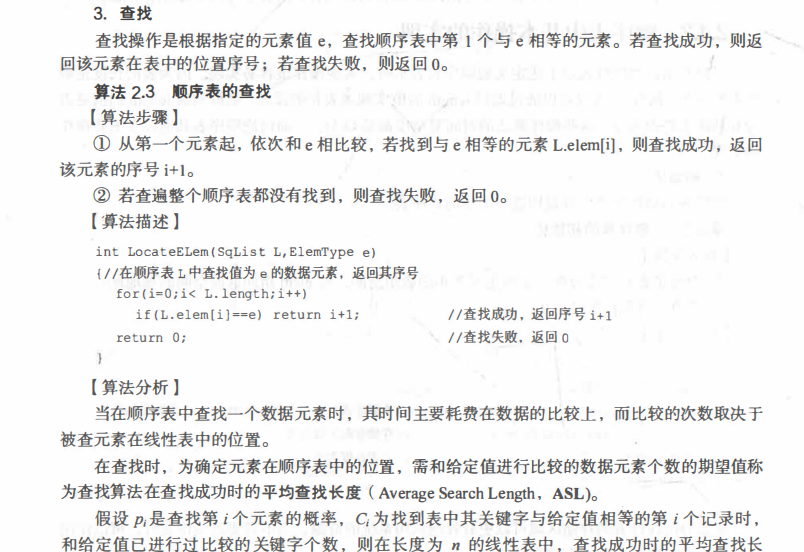 3. 查找
查找操作是根据指定的元素值 e，查找顺序表中第 1 个与 e 相等的元素。若查找成功，则返
回该元素在表中的位置序号；若查找失败，则返回 0。
算法 2.3 顺序表的查找
【算法步骤】
① 从第一个元素起，依次和 e 相比较，若找到与 e 相等的元素 L.elem[i]，则查找成功，返回
该元素的序号 i+1。
② 若查遍整个顺序表都没有找到，则查找失败，返回 0。
【算法描述】
int LocateELem(SqList L,ElemType e)
{//在顺序表 L 中查找值为 e 的数据元素，返回其序号
for(i=0;i< L.length;i++)
if(L.elem[i]==e) return i+1; //查找成功，返回序号 i+1
return 0; //查找失败，返回 0
}
【算法分析】
当在顺序表中查找一个数据元素时，其时间主要耗费在数据的比较上，而比较的次数取决于
被查元素在线性表中的位置。
在查找时，为确定元素在顺序表中的位置，需和给定值进行比较的数据元素个数的期望值称
为查找算法在查找成功时的平均查找长度（Average Search Length，ASL）。
假设 pᵢ 是查找第 i 个元素的概率，Cᵢ 为找到表中其关键字与给定值相等的第 i 个记录时，
和给定值已进行过比较的关键字个数，则在长度为 n 的线性表中，查找成功时的平均查找长